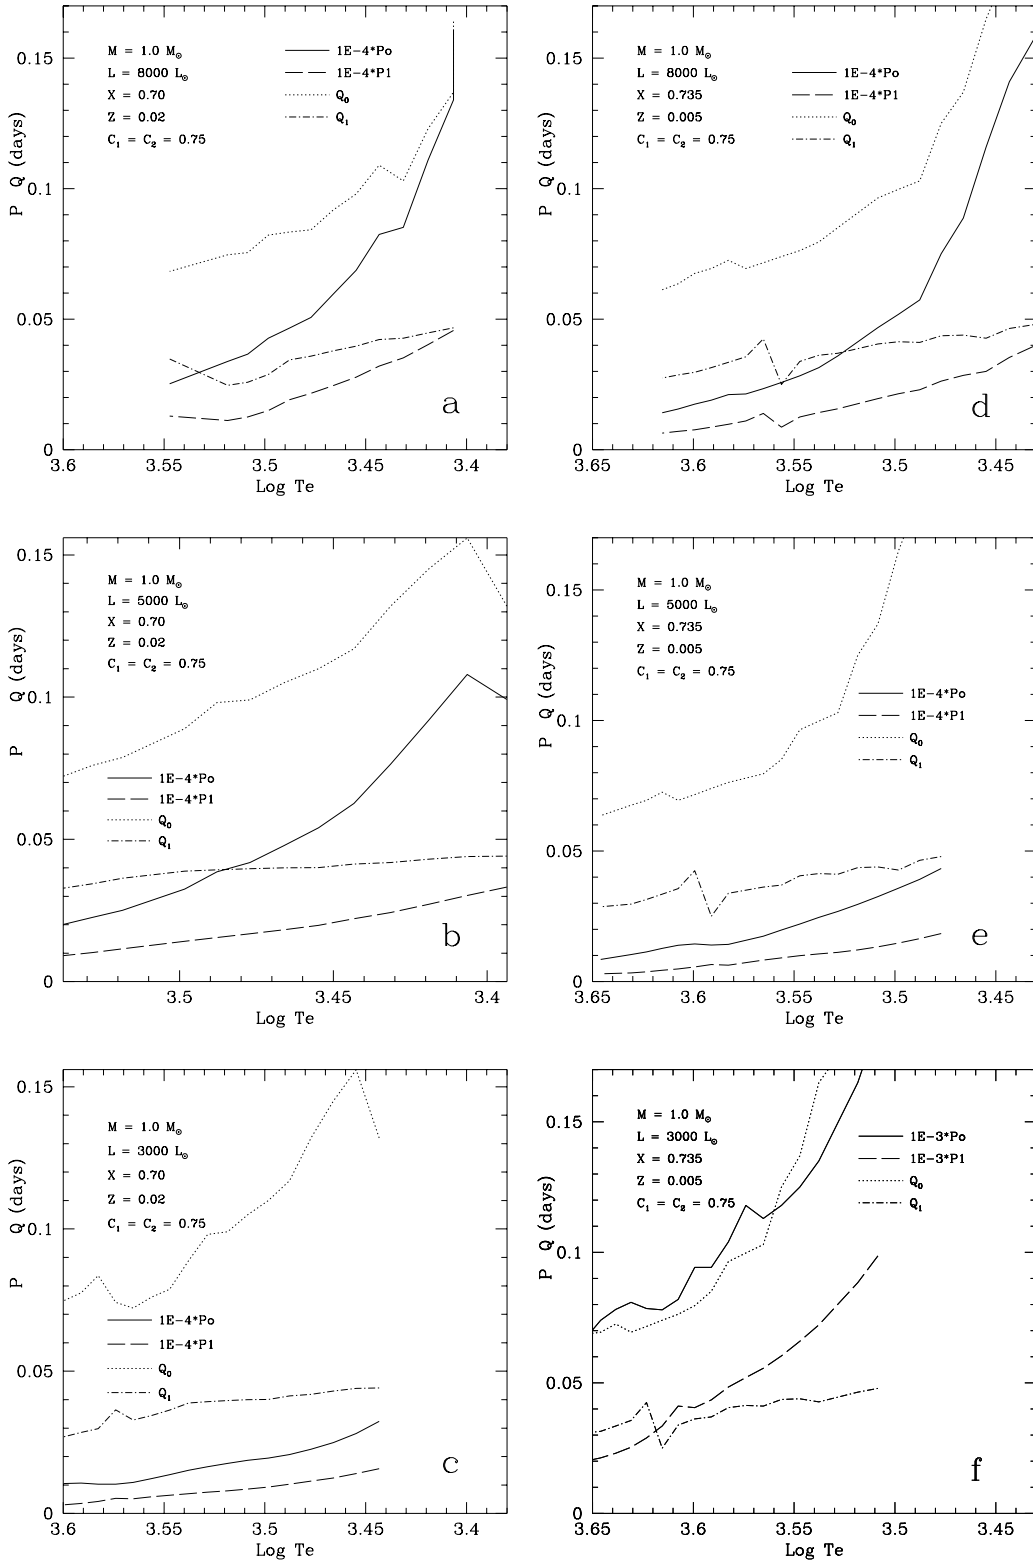 M = 1.0 M⊙
L = 8000 L⊙
X = 0.70
Z = 0.02
C₁ = C₂ = 0.75
1E-4*Po
1E-4*P1
Q₀
Q₁
P Q (days)
0.15
0.1
0.05
0
a
3.6 3.55 3.5 3.45 3.4
Log Te
M = 1.0 M⊙
L = 8000 L⊙
X = 0.735
Z = 0.005
C₁ = C₂ = 0.75
1E-4*Po
1E-4*P1
Q₀
Q₁
P Q (days)
0.15
0.1
0.05
0
d
3.65 3.6 3.55 3.5 3.45
Log Te
M = 1.0 M⊙
L = 5000 L⊙
X = 0.70
Z = 0.02
C₁ = C₂ = 0.75
1E-4*Po
1E-4*P1
Q₀
Q₁
P Q (days)
0.15
0.1
0.05
0
b
3.5 3.45 3.4
Log Te
M = 1.0 M⊙
L = 5000 L⊙
X = 0.735
Z = 0.005
C₁ = C₂ = 0.75
1E-4*Po
1E-4*P1
Q₀
Q₁
P Q (days)
0.15
0.1
0.05
0
e
3.65 3.6 3.55 3.5 3.45
Log Te
M = 1.0 M⊙
L = 3000 L⊙
X = 0.70
Z = 0.02
C₁ = C₂ = 0.75
1E-4*Po
1E-4*P1
Q₀
Q₁
P Q (days)
0.15
0.1
0.05
0
c
3.6 3.55 3.5 3.45 3.4
Log Te
M = 1.0 M⊙
L = 3000 L⊙
X = 0.735
Z = 0.005
C₁ = C₂ = 0.75
1E-3*Po
1E-3*P1
Q₀
Q₁
P Q (days)
0.15
0.1
0.05
0
f
3.65 3.6 3.55 3.5 3.45
Log Te